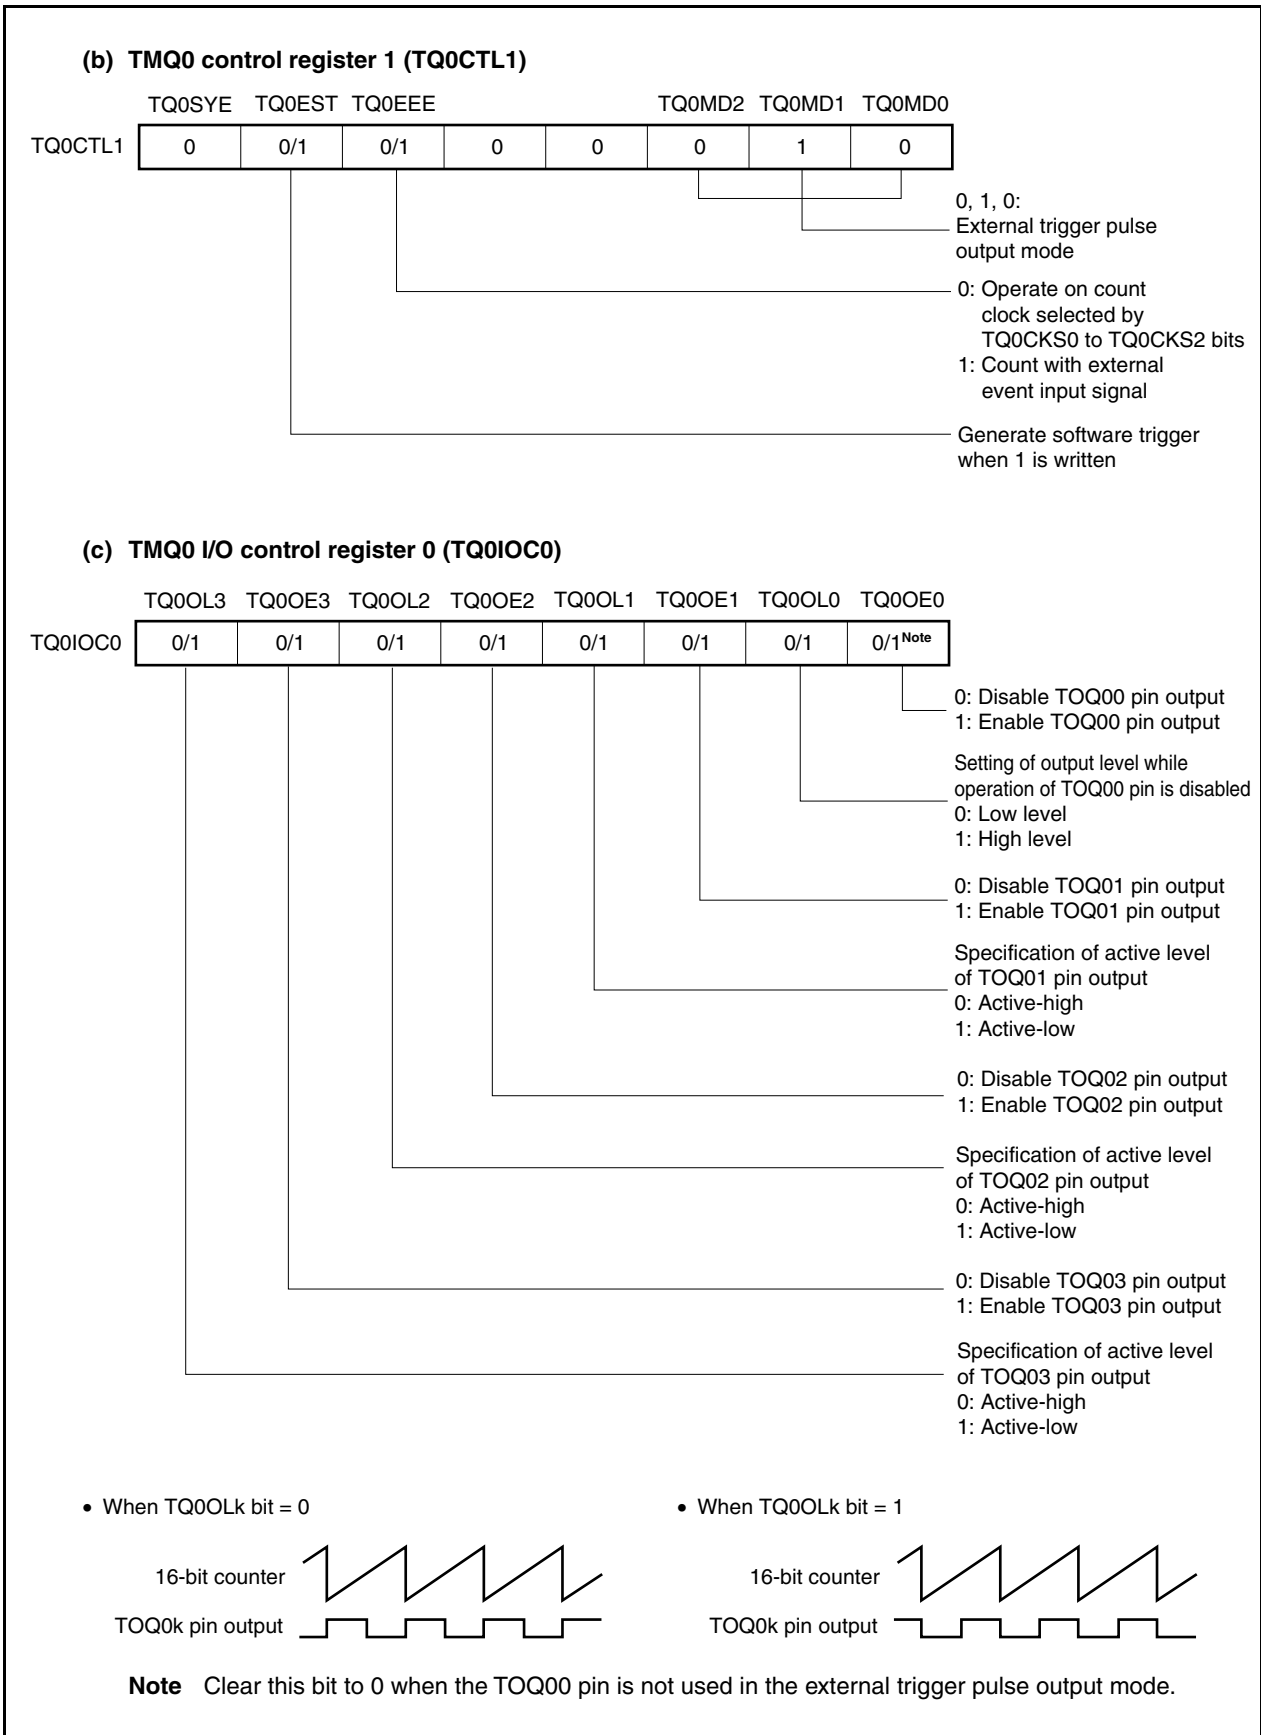 (b) TMQ0 control register 1 (TQ0CTL1)
TQ0SYE TQ0EST TQ0EEE TQ0MD2 TQ0MD1 TQ0MD0
TQ0CTL1 0 0/1 0/1 0 0 0 1 0
0, 1, 0:
External trigger pulse
output mode
0: Operate on count
clock selected by
TQ0CKS0 to TQ0CKS2 bits
1: Count with external
event input signal
Generate software trigger
when 1 is written
(c) TMQ0 I/O control register 0 (TQ0IOC0)
TQ0OL3 TQ0OE3 TQ0OL2 TQ0OE2 TQ0OL1 TQ0OE1 TQ0OL0 TQ0OE0
TQ0IOC0 0/1 0/1 0/1 0/1 0/1 0/1 0/1 0/1Note
0: Disable TOQ00 pin output
1: Enable TOQ00 pin output
Setting of output level while
operation of TOQ00 pin is disabled
0: Low level
1: High level
0: Disable TOQ01 pin output
1: Enable TOQ01 pin output
Specification of active level
of TOQ01 pin output
0: Active-high
1: Active-low
0: Disable TOQ02 pin output
1: Enable TOQ02 pin output
Specification of active level
of TOQ02 pin output
0: Active-high
1: Active-low
0: Disable TOQ03 pin output
1: Enable TOQ03 pin output
Specification of active level
of TOQ03 pin output
0: Active-high
1: Active-low
• When TQ0OLk bit = 0
16-bit counter
TOQ0k pin output
• When TQ0OLk bit = 1
16-bit counter
TOQ0k pin output
Note Clear this bit to 0 when the TOQ00 pin is not used in the external trigger pulse output mode.